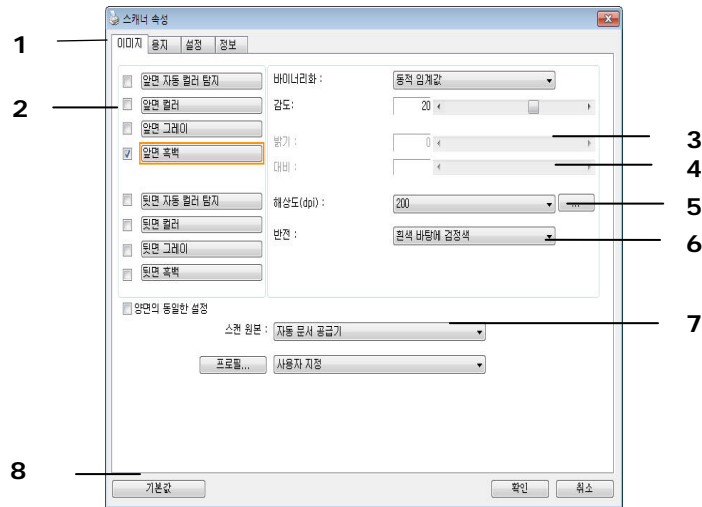 스캐너 속성
1
이미지 용지 설정 정보
앞면 자동 컬러 탐지
바이너리화 : 동적 임계값
2
앞면 컬러
감도: 20
앞면 그레이
밝기 : 0
3
앞면 흑백
대비 :
4
뒷면 자동 컬러 탐지
해상도(dpi) : 200 ...
5
뒷면 컬러
반전 : 흰색 바탕에 검정색
6
뒷면 그레이
뒷면 흑백
양면의 동일한 설정
스캔 원본 : 자동 문서 공급기
7
프로필... 사용자 지정
8
기본값 확인 취소